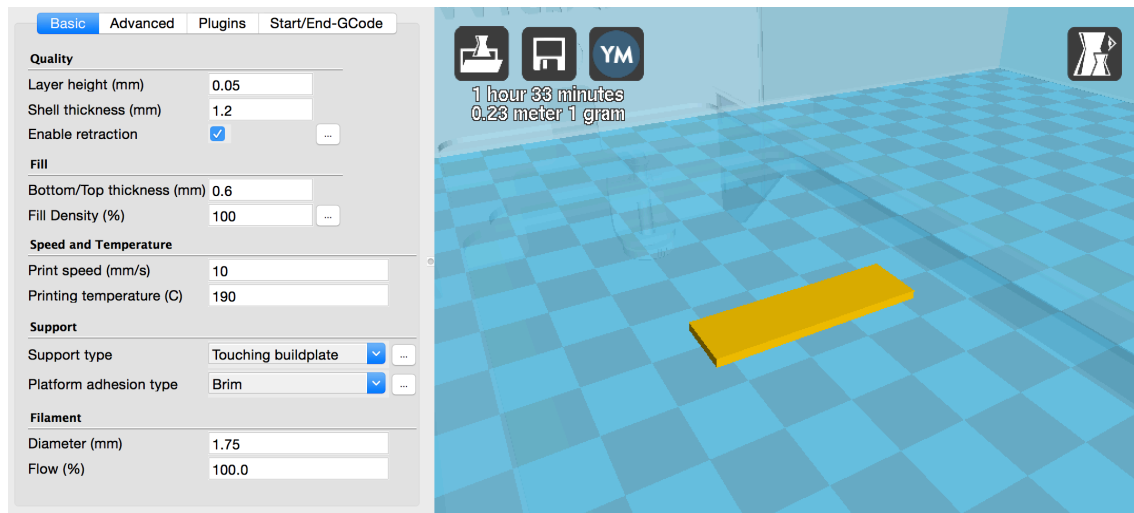 Basic Advanced Plugins Start/End-GCode
Quality
Layer height (mm) 0.05
Shell thickness (mm) 1.2
Enable retraction ...
Fill
Bottom/Top thickness (mm) 0.6
Fill Density (%) 100 ...
Speed and Temperature
Print speed (mm/s) 10
Printing temperature (C) 190
Support
Support type Touching buildplate ...
Platform adhesion type Brim ...
Filament
Diameter (mm) 1.75
Flow (%) 100.0
YM
1 hour 33 minutes
0.23 meter 1 gram